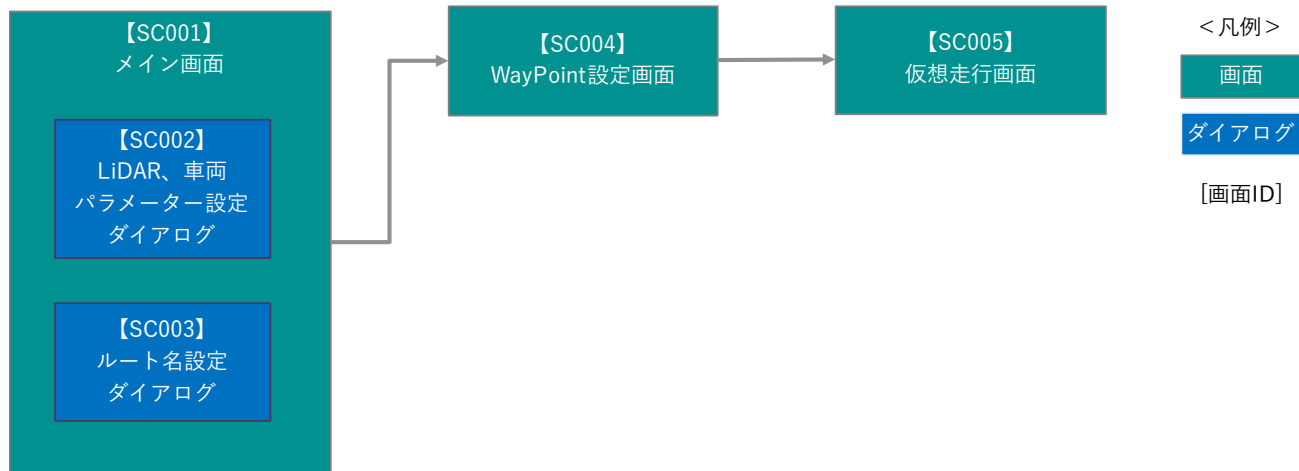 【SC001】
メイン画面
【SC002】
LiDAR、車両
パラメーター設定
ダイアログ
【SC003】
ルート名設定
ダイアログ
【SC004】
WayPoint設定画面
【SC005】
仮想走行画面
＜凡例＞
画面
ダイアログ
[画面ID]